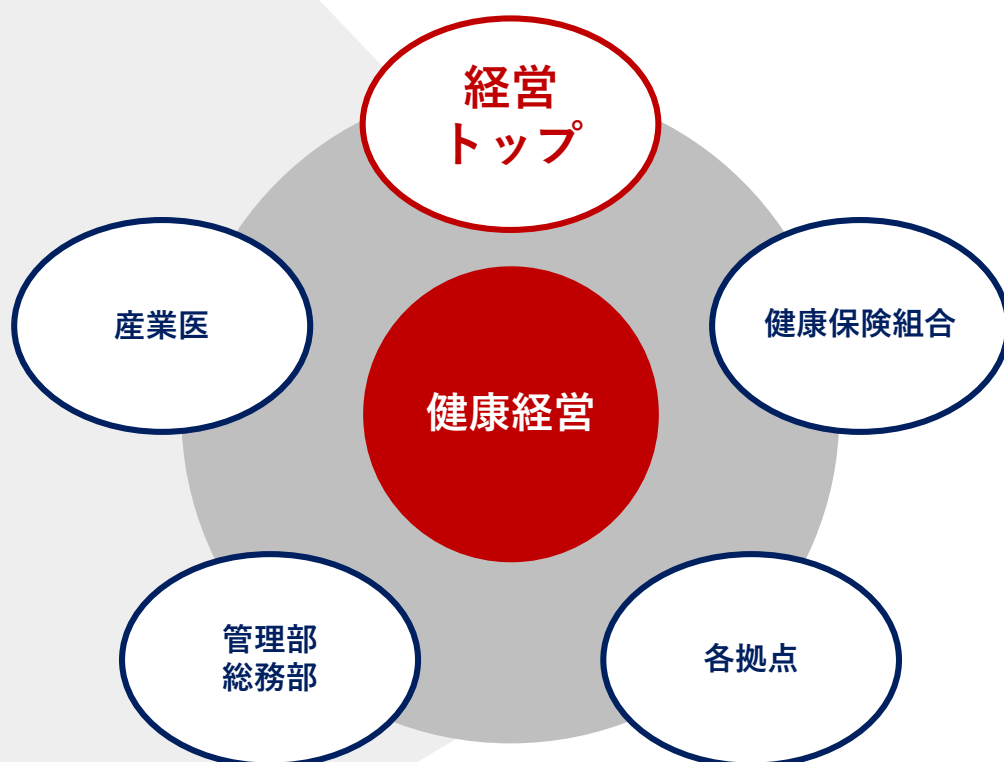 経営
トップ
産業医
健康保険組合
健康経営
管理部
総務部
各拠点